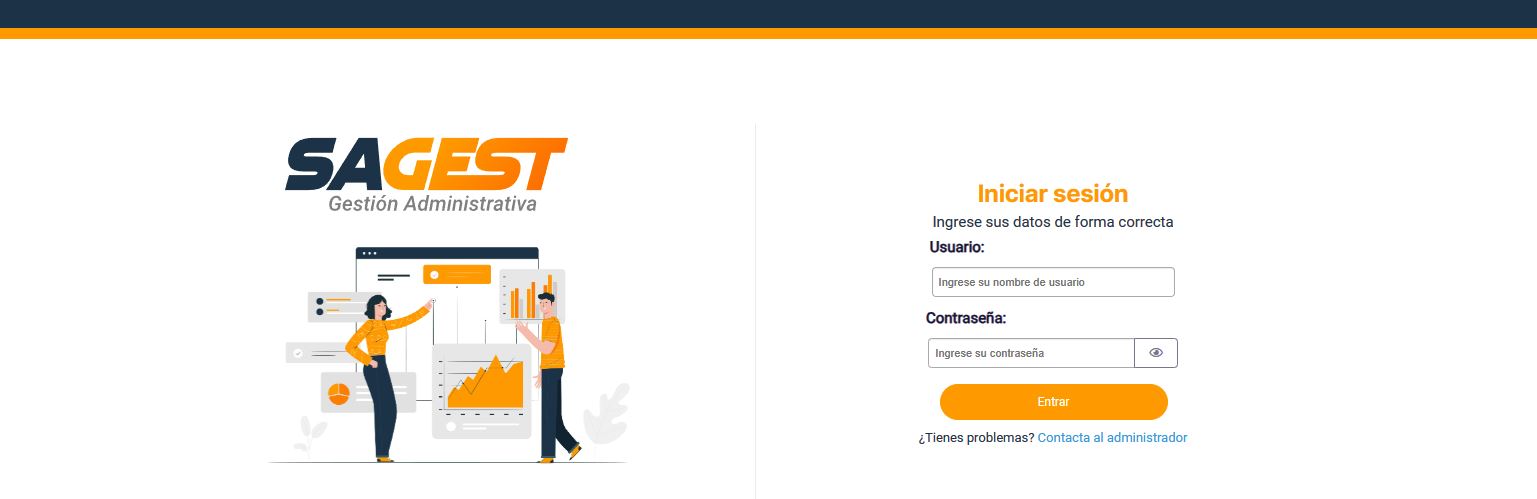 SAGEST
Gestión Administrativa
Iniciar sesión
Ingrese sus datos de forma correcta
Usuario:
Ingrese su nombre de usuario
Contraseña:
Ingrese su contraseña
Entrar
¿Tienes problemas? Contacta al administrador